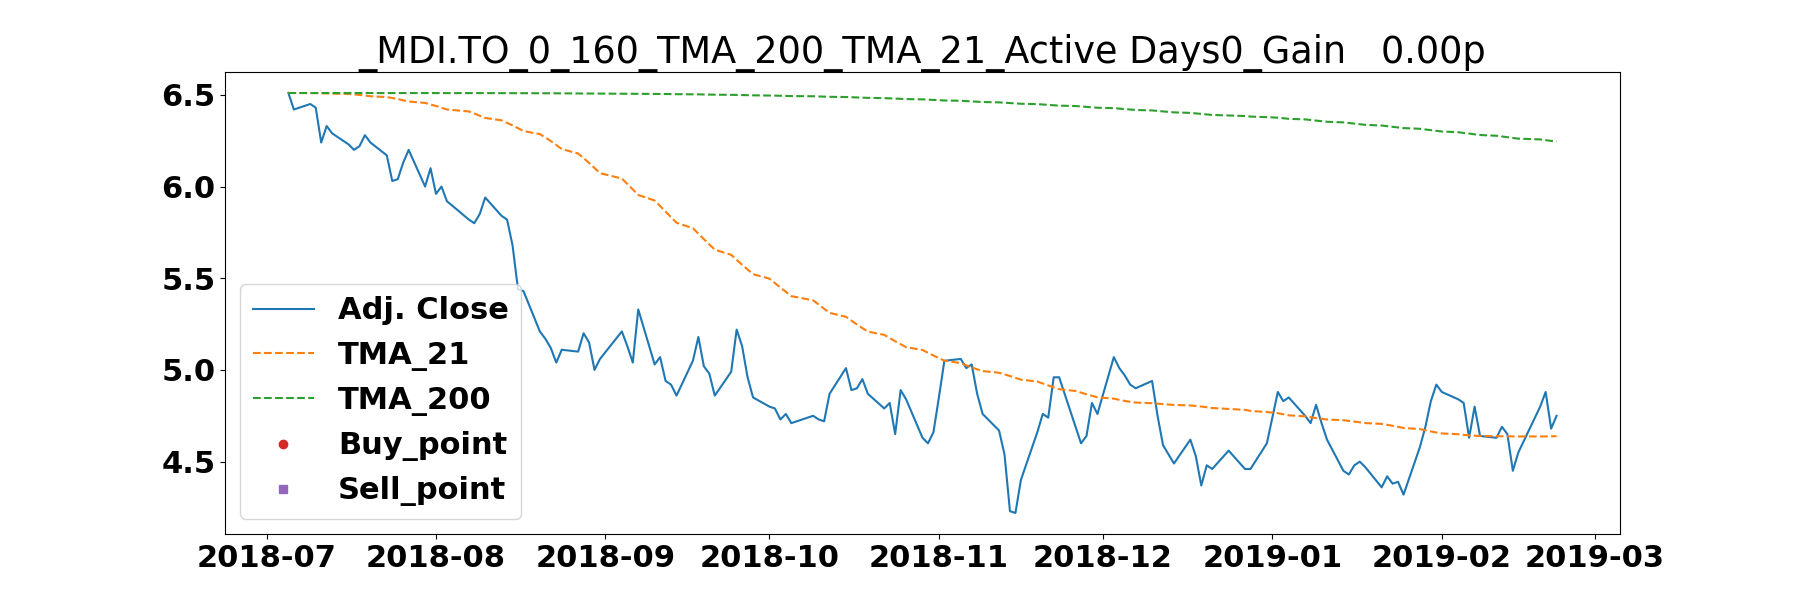 _MDI.TO_0_160_TMA_200_TMA_21_Active Days0_Gain   0.00p
6.5
6.0
5.5
5.0
4.5
Adj. Close
TMA_21
TMA_200
Buy_point
Sell_point
2018-07 2018-08 2018-09 2018-10 2018-11 2018-12 2019-01 2019-02 2019-03